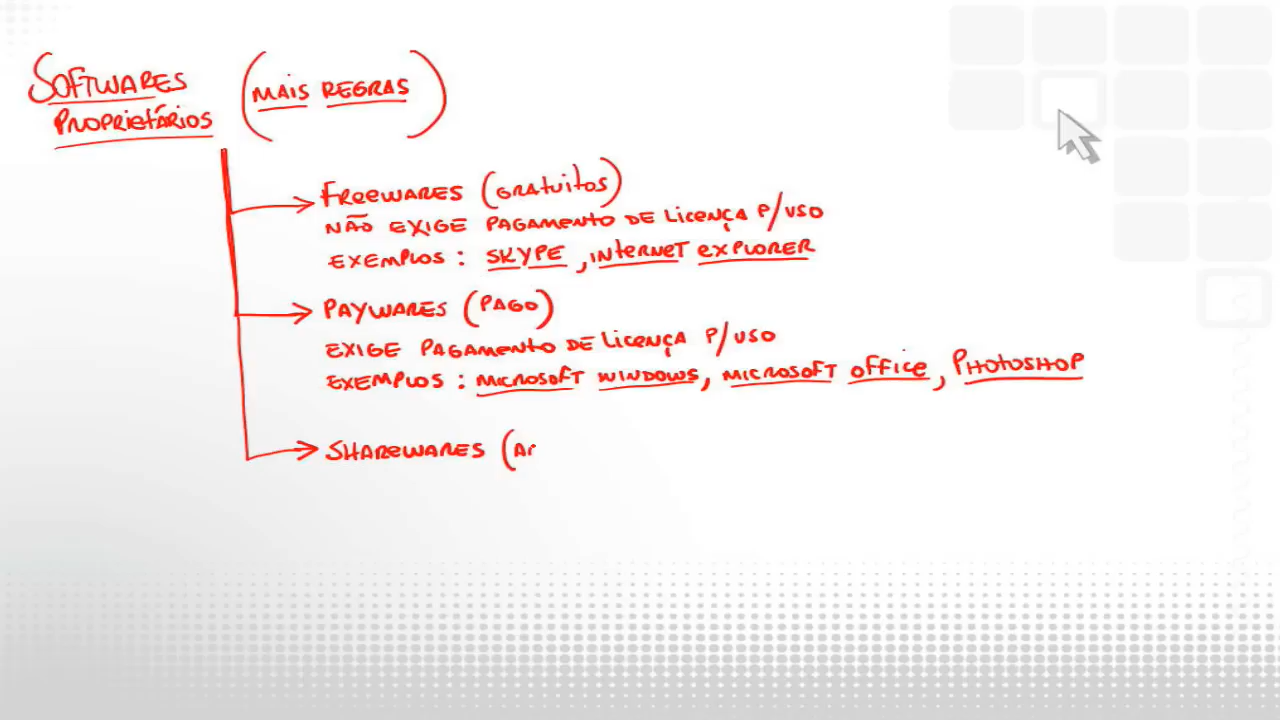 SOFTWARES
PROPRIETÁRIOS
(MAIS REGRAS)
FREEWARES (GRATUITOS)
NÃO EXIGE PAGAMENTO DE LICENÇA P/USO
EXEMPLOS: SKYPE, INTERNET EXPLORER
PAYWARES (PAGO)
EXIGE PAGAMENTO DE LICENÇA P/USO
EXEMPLOS: MICROSOFT WINDOWS, MICROSOFT OFFICE, PHOTOSHOP
SHAREWARES (